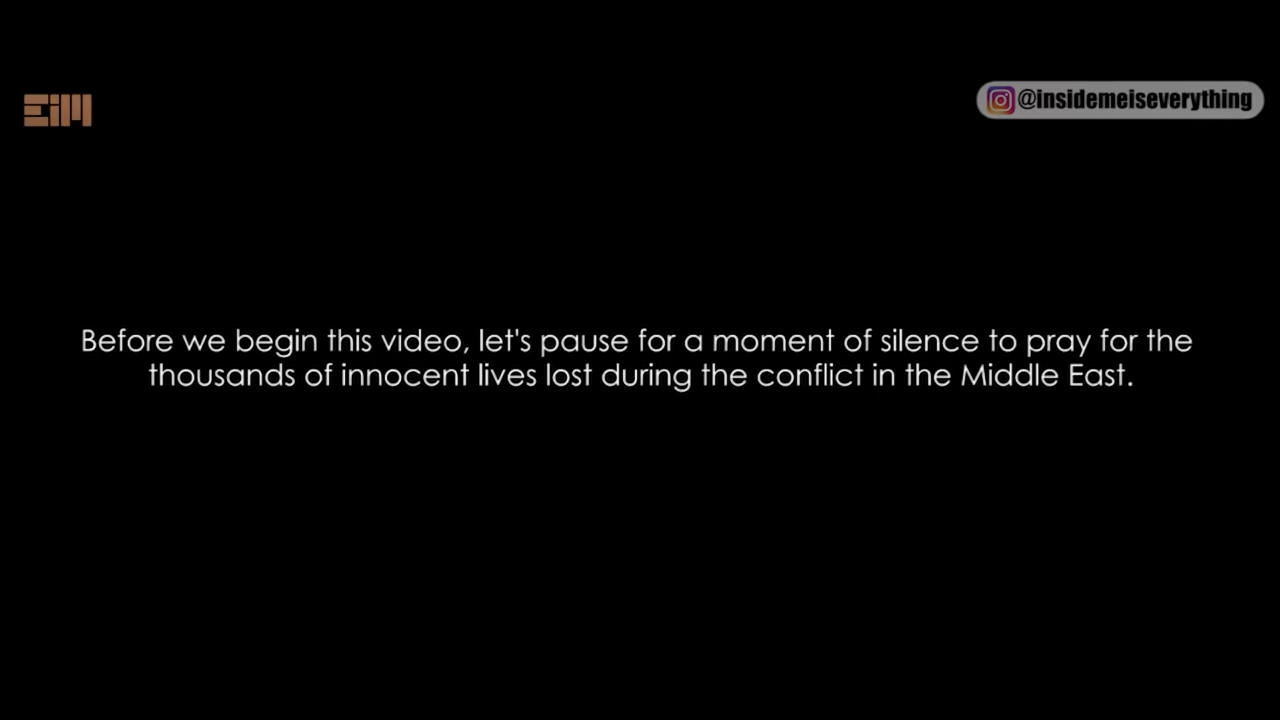 EiM
@insidemeiseverything
Before we begin this video, let's pause for a moment of silence to pray for the
thousands of innocent lives lost during the conflict in the Middle East.